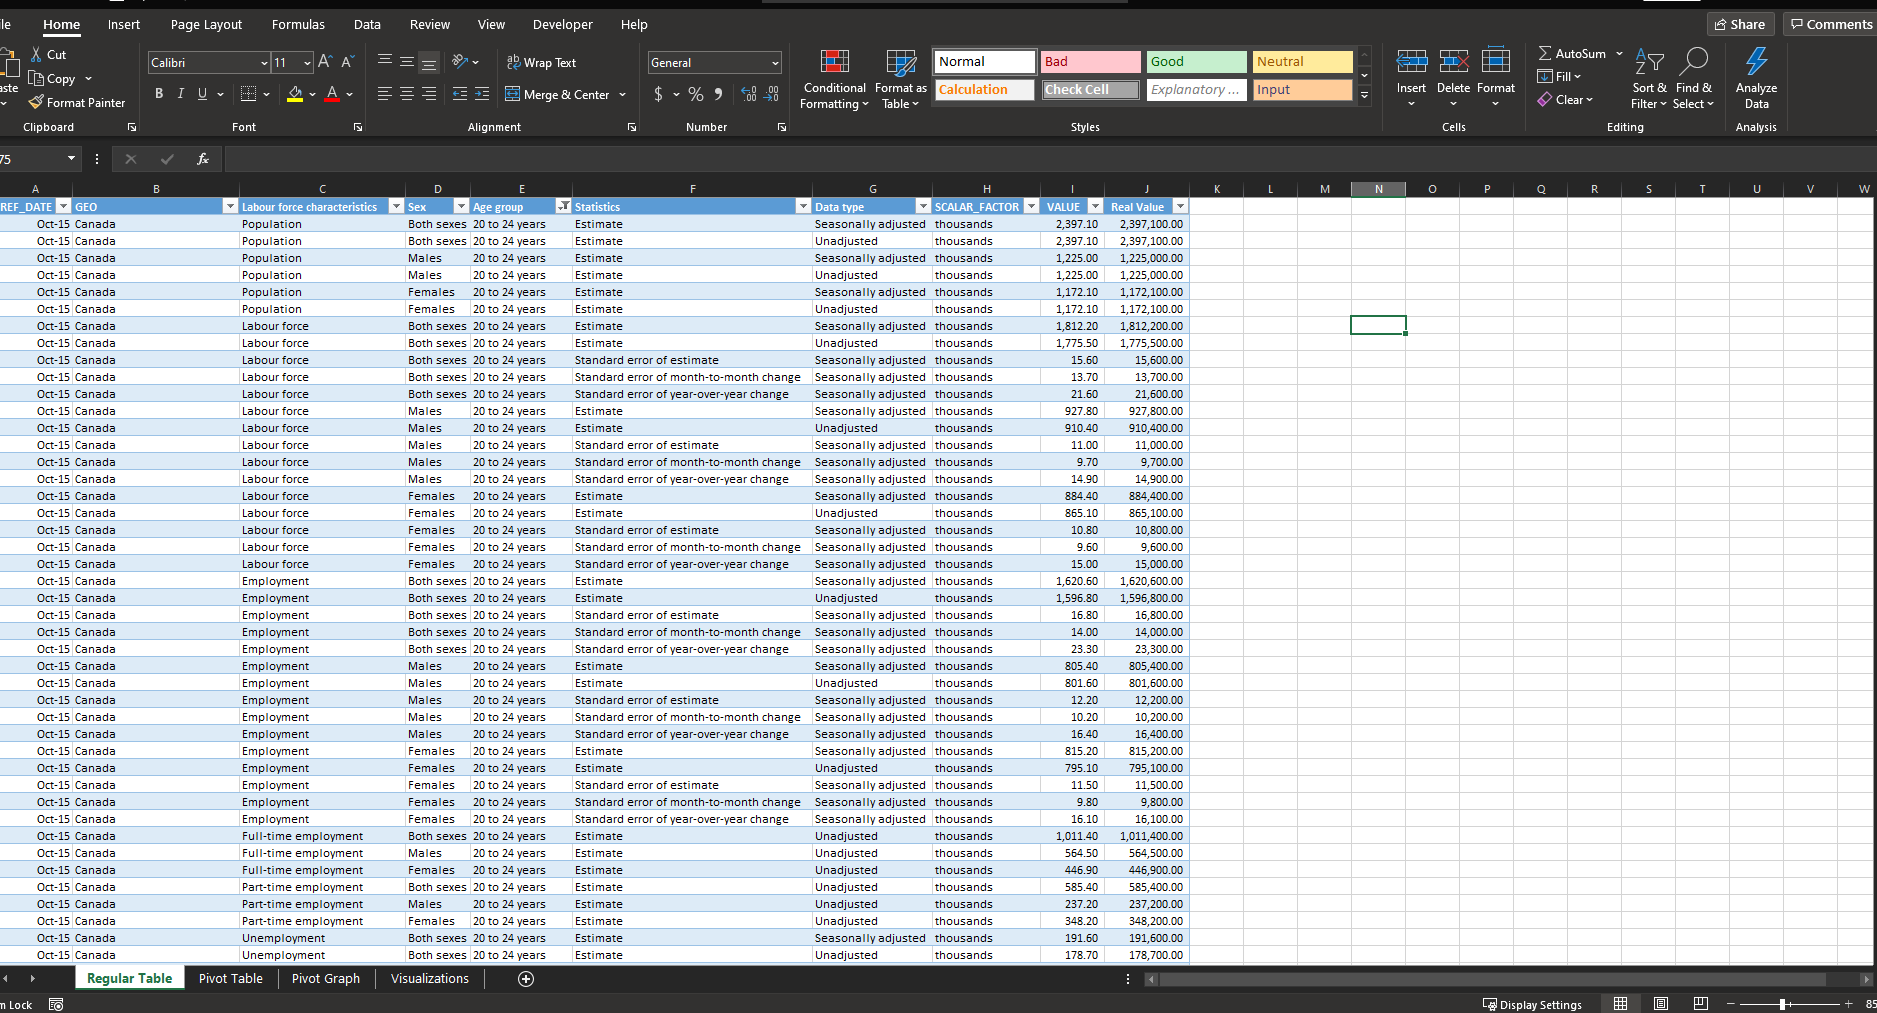 le Home Insert Page Layout Formulas Data Review View Developer Help Share Comments
Cut
Copy
Format Painter
aste
Clipboard
Calibri 11
B I U
Font
Wrap Text
Merge & Center
Alignment
General
$ % 9
Number
Conditional Formatting
Format as Table
Normal Bad Good Neutral
Calculation Check Cell Explanatory ... Input
Styles
Insert Delete Format
Cells
AutoSum
Fill
Clear
Sort & Filter
Find & Select
Editing
Analyze Data
Analysis
75 fx
A B C D E F G H I J K L M N O P Q R S T U V W
REF_DATE GEO Labour force characteristics Sex Age group Statistics Data type SCALAR_FACTOR VALUE Real Value
Oct-15 Canada Population Both sexes 20 to 24 years Estimate Seasonally adjusted thousands 2,397.10 2,397,100.00
Oct-15 Canada Population Both sexes 20 to 24 years Estimate Unadjusted thousands 2,397.10 2,397,100.00
Oct-15 Canada Population Males 20 to 24 years Estimate Seasonally adjusted thousands 1,225.00 1,225,000.00
Oct-15 Canada Population Males 20 to 24 years Estimate Unadjusted thousands 1,225.00 1,225,000.00
Oct-15 Canada Population Females 20 to 24 years Estimate Seasonally adjusted thousands 1,172.10 1,172,100.00
Oct-15 Canada Population Females 20 to 24 years Estimate Unadjusted thousands 1,172.10 1,172,100.00
Oct-15 Canada Labour force Both sexes 20 to 24 years Estimate Seasonally adjusted thousands 1,812.20 1,812,200.00
Oct-15 Canada Labour force Both sexes 20 to 24 years Estimate Unadjusted thousands 1,775.50 1,775,500.00
Oct-15 Canada Labour force Both sexes 20 to 24 years Standard error of estimate Seasonally adjusted thousands 15.60 15,600.00
Oct-15 Canada Labour force Both sexes 20 to 24 years Standard error of month-to-month change Seasonally adjusted thousands 13.70 13,700.00
Oct-15 Canada Labour force Both sexes 20 to 24 years Standard error of year-over-year change Seasonally adjusted thousands 21.60 21,600.00
Oct-15 Canada Labour force Males 20 to 24 years Estimate Seasonally adjusted thousands 927.80 927,800.00
Oct-15 Canada Labour force Males 20 to 24 years Estimate Unadjusted thousands 910.40 910,400.00
Oct-15 Canada Labour force Males 20 to 24 years Standard error of estimate Seasonally adjusted thousands 11.00 11,000.00
Oct-15 Canada Labour force Males 20 to 24 years Standard error of month-to-month change Seasonally adjusted thousands 9.70 9,700.00
Oct-15 Canada Labour force Males 20 to 24 years Standard error of year-over-year change Seasonally adjusted thousands 14.90 14,900.00
Oct-15 Canada Labour force Females 20 to 24 years Estimate Seasonally adjusted thousands 884.40 884,400.00
Oct-15 Canada Labour force Females 20 to 24 years Estimate Unadjusted thousands 865.10 865,100.00
Oct-15 Canada Labour force Females 20 to 24 years Standard error of estimate Seasonally adjusted thousands 10.80 10,800.00
Oct-15 Canada Labour force Females 20 to 24 years Standard error of month-to-month change Seasonally adjusted thousands 9.60 9,600.00
Oct-15 Canada Labour force Females 20 to 24 years Standard error of year-over-year change Seasonally adjusted thousands 15.00 15,000.00
Oct-15 Canada Employment Both sexes 20 to 24 years Estimate Seasonally adjusted thousands 1,620.60 1,620,600.00
Oct-15 Canada Employment Both sexes 20 to 24 years Estimate Unadjusted thousands 1,596.80 1,596,800.00
Oct-15 Canada Employment Both sexes 20 to 24 years Standard error of estimate Seasonally adjusted thousands 16.80 16,800.00
Oct-15 Canada Employment Both sexes 20 to 24 years Standard error of month-to-month change Seasonally adjusted thousands 14.00 14,000.00
Oct-15 Canada Employment Both sexes 20 to 24 years Standard error of year-over-year change Seasonally adjusted thousands 23.30 23,300.00
Oct-15 Canada Employment Males 20 to 24 years Estimate Seasonally adjusted thousands 805.40 805,400.00
Oct-15 Canada Employment Males 20 to 24 years Estimate Unadjusted thousands 801.60 801,600.00
Oct-15 Canada Employment Males 20 to 24 years Standard error of estimate Seasonally adjusted thousands 12.20 12,200.00
Oct-15 Canada Employment Males 20 to 24 years Standard error of month-to-month change Seasonally adjusted thousands 10.20 10,200.00
Oct-15 Canada Employment Males 20 to 24 years Standard error of year-over-year change Seasonally adjusted thousands 16.40 16,400.00
Oct-15 Canada Employment Females 20 to 24 years Estimate Seasonally adjusted thousands 815.20 815,200.00
Oct-15 Canada Employment Females 20 to 24 years Estimate Unadjusted thousands 795.10 795,100.00
Oct-15 Canada Employment Females 20 to 24 years Standard error of estimate Seasonally adjusted thousands 11.50 11,500.00
Oct-15 Canada Employment Females 20 to 24 years Standard error of month-to-month change Seasonally adjusted thousands 9.80 9,800.00
Oct-15 Canada Employment Females 20 to 24 years Standard error of year-over-year change Seasonally adjusted thousands 16.10 16,100.00
Oct-15 Canada Full-time employment Both sexes 20 to 24 years Estimate Unadjusted thousands 1,011.40 1,011,400.00
Oct-15 Canada Full-time employment Males 20 to 24 years Estimate Unadjusted thousands 564.50 564,500.00
Oct-15 Canada Full-time employment Females 20 to 24 years Estimate Unadjusted thousands 446.90 446,900.00
Oct-15 Canada Part-time employment Both sexes 20 to 24 years Estimate Unadjusted thousands 585.40 585,400.00
Oct-15 Canada Part-time employment Males 20 to 24 years Estimate Unadjusted thousands 237.20 237,200.00
Oct-15 Canada Part-time employment Females 20 to 24 years Estimate Unadjusted thousands 348.20 348,200.00
Oct-15 Canada Unemployment Both sexes 20 to 24 years Estimate Seasonally adjusted thousands 191.60 191,600.00
Oct-15 Canada Unemployment Both sexes 20 to 24 years Estimate Unadjusted thousands 178.70 178,700.00
Regular Table Pivot Table Pivot Graph Visualizations
m Lock Display Settings 85